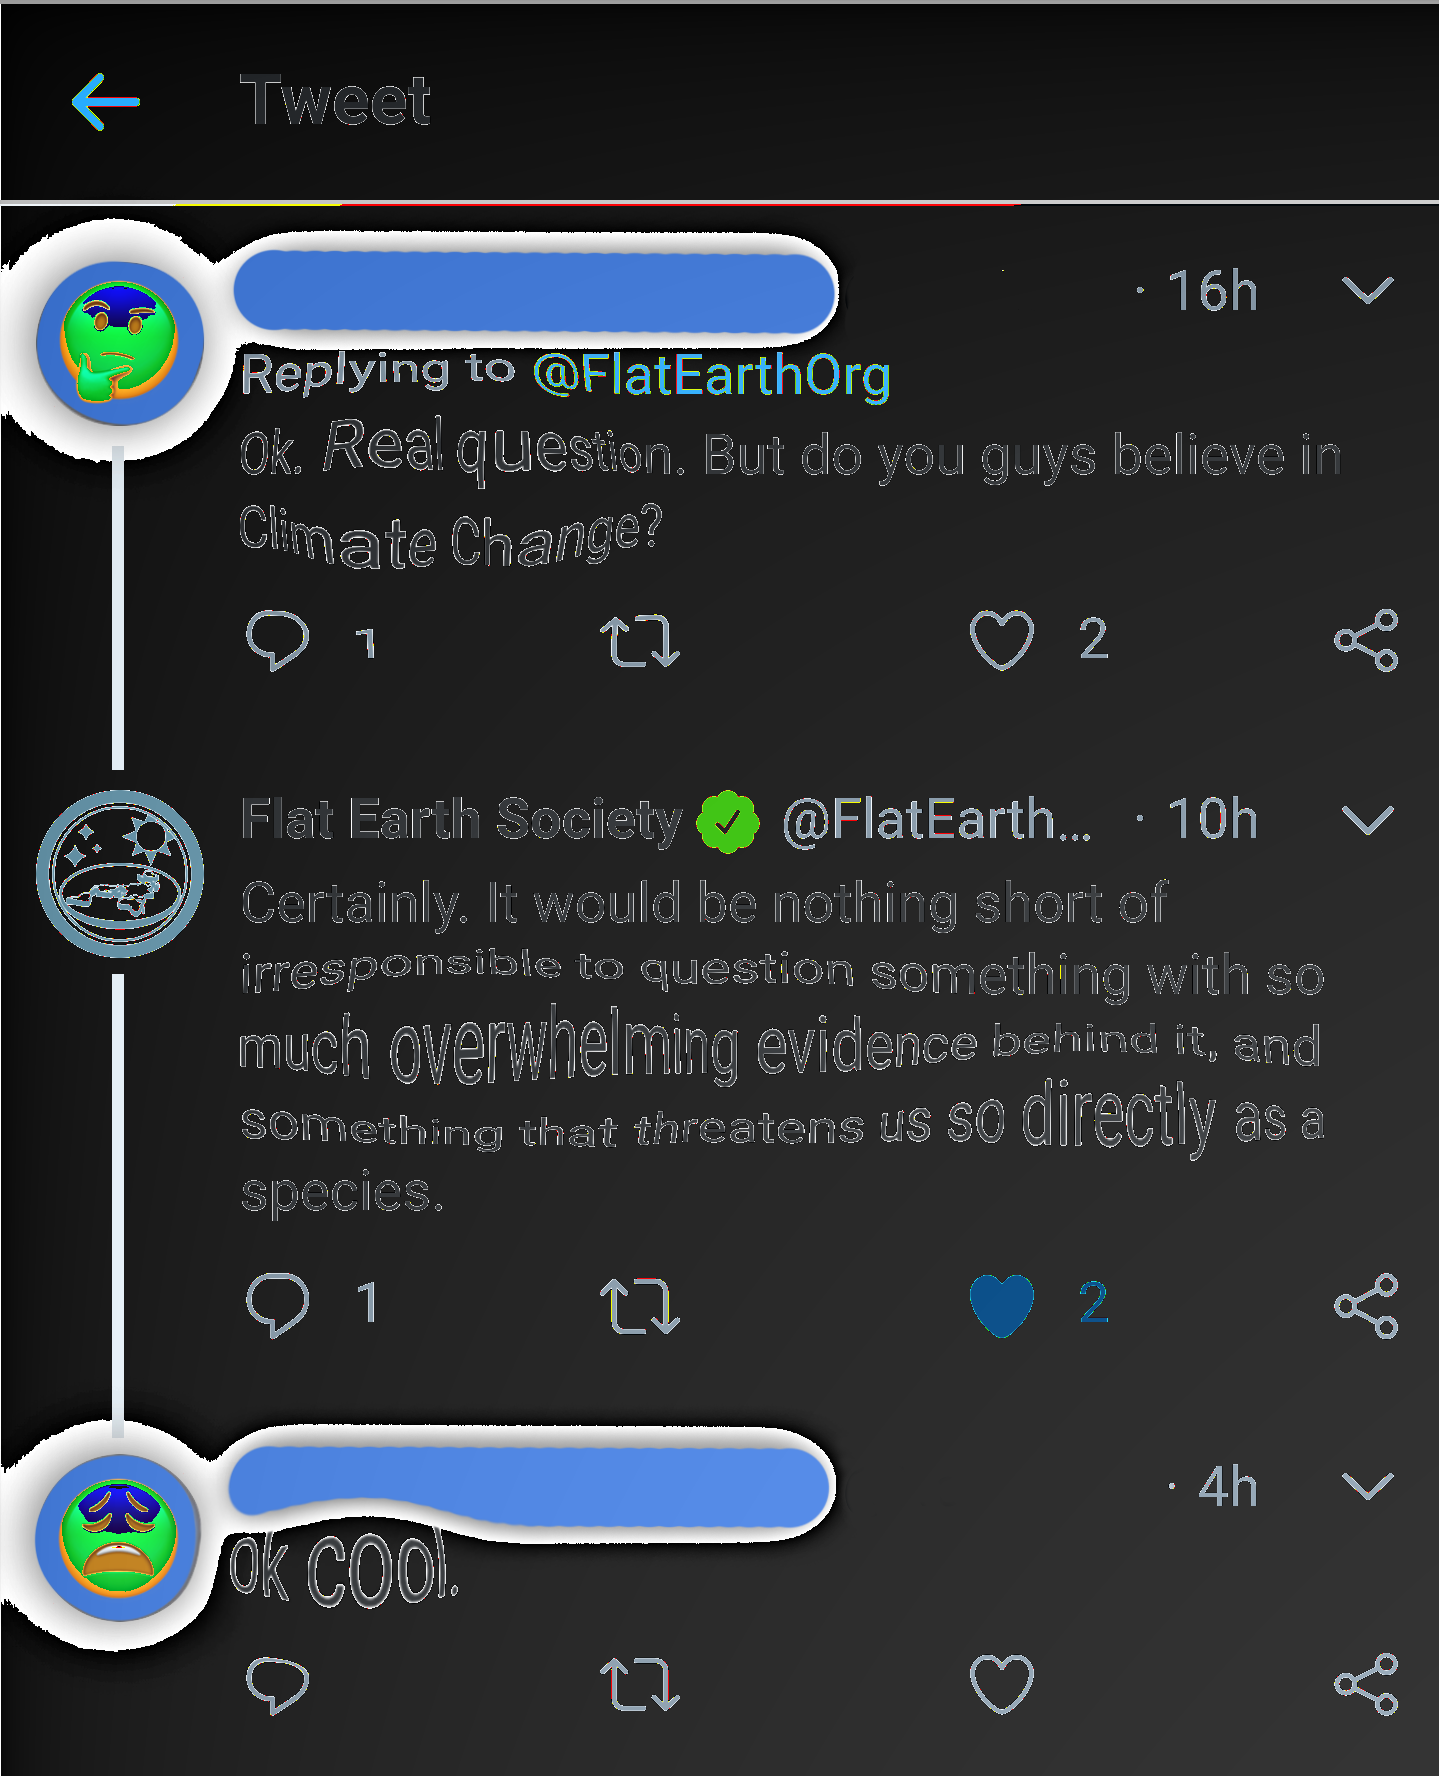 Tweet
· 16h
Replying to @FlatEarthOrg
Ok. Real question. But do you guys believe in
Climate Change?
1 2
Flat Earth Society @FlatEarth... · 10h
Certainly. It would be nothing short of
irresponsible to question something with so
much overwhelming evidence behind it, and
something that threatens us so directly as a
species.
1 2
· 4h
ok cool.